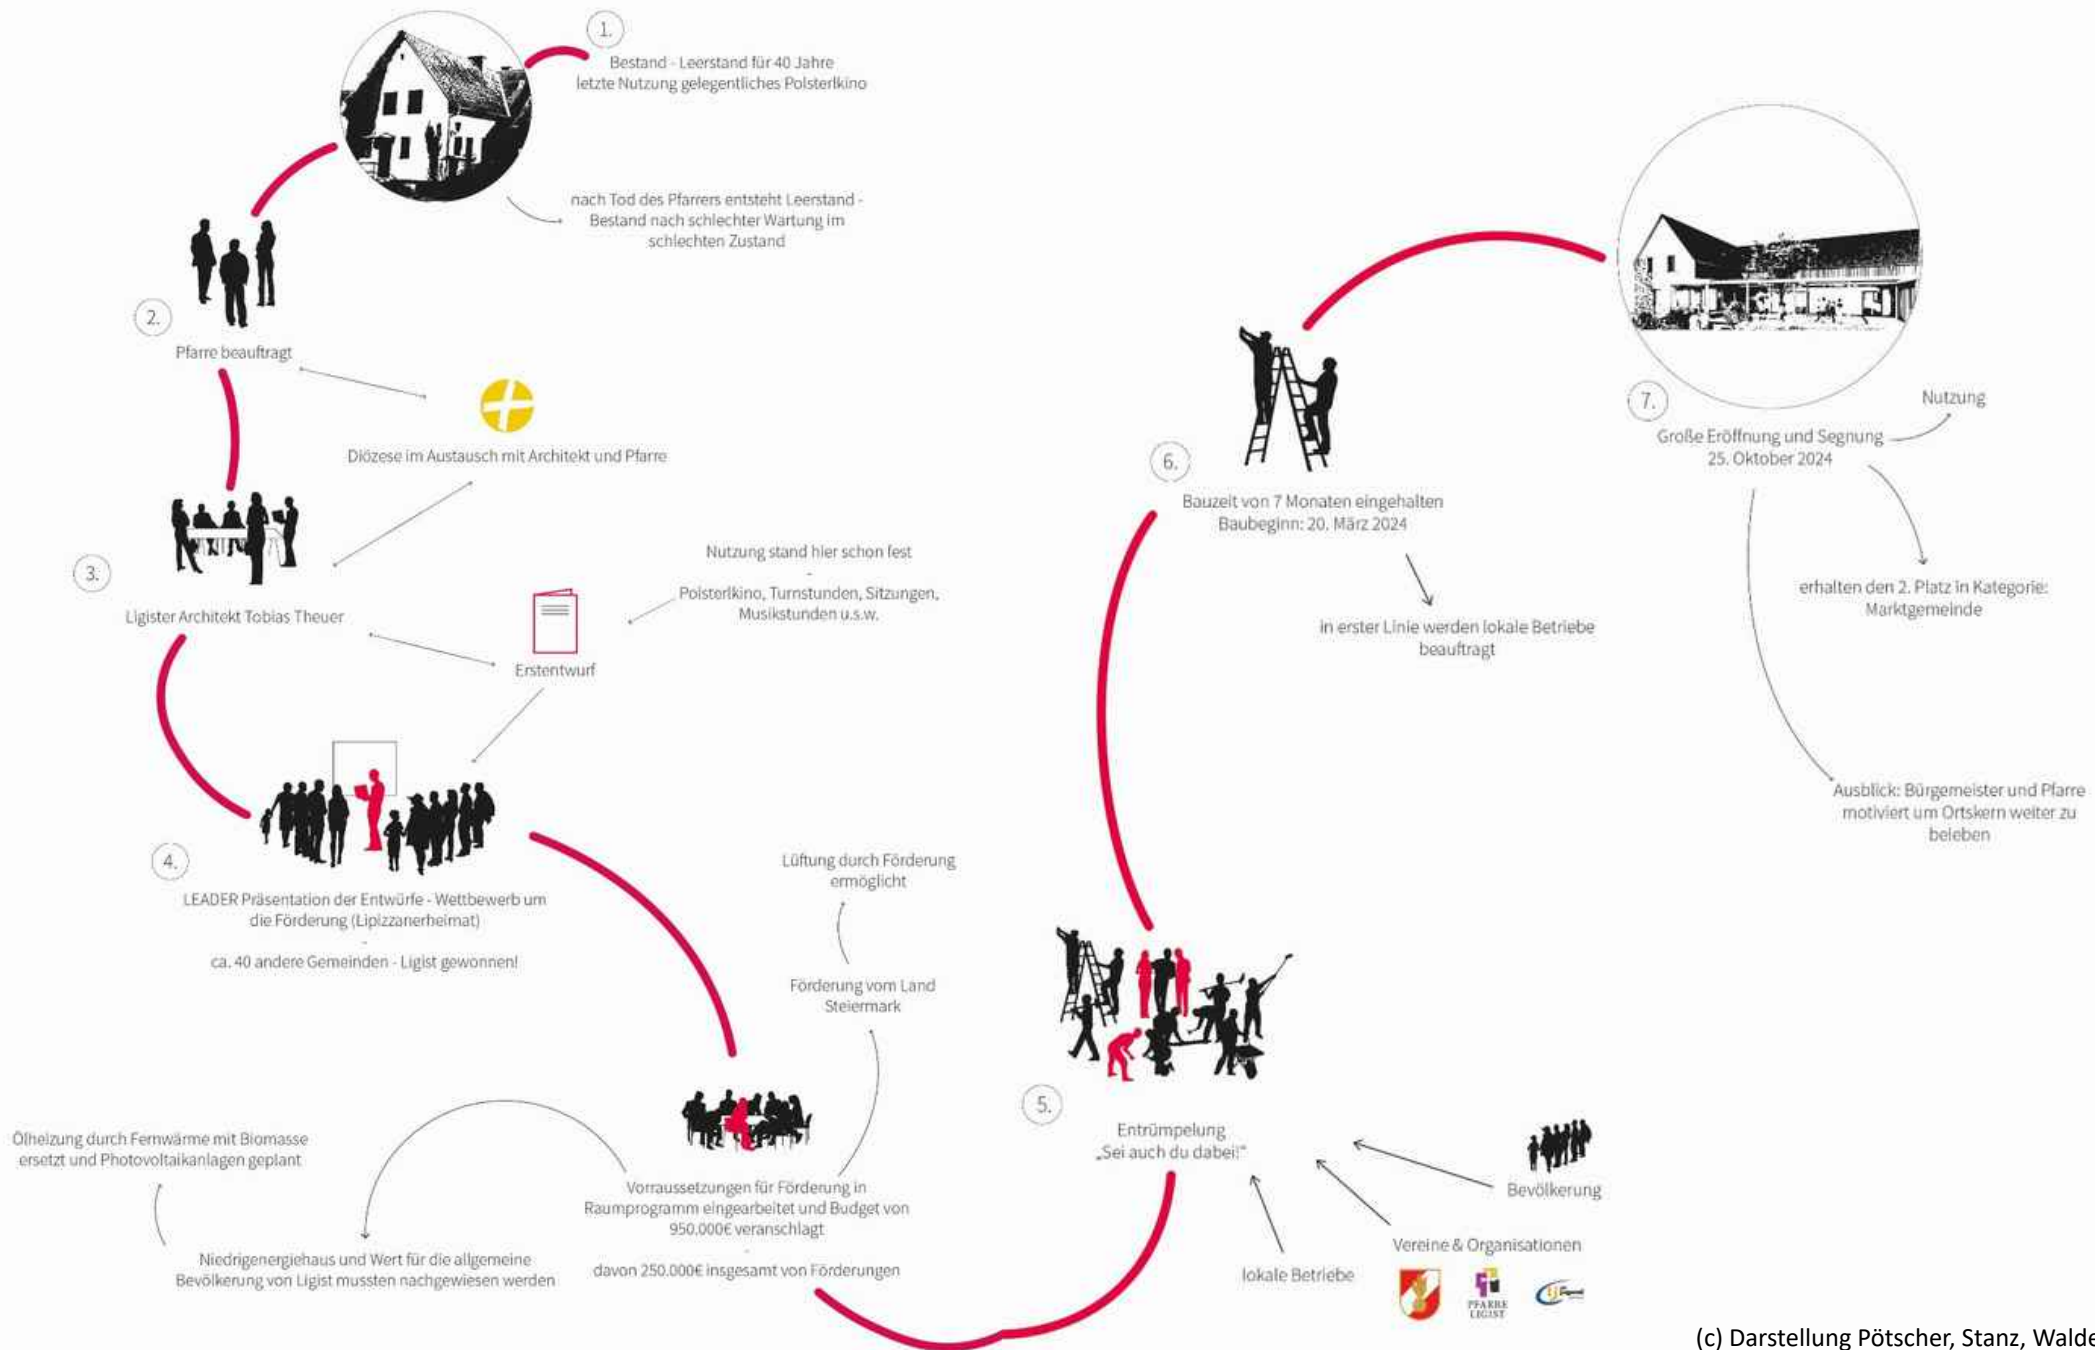 1.
Bestand - Leerstand für 40 Jahre
letzte Nutzung gelegentliches Polsterlkino
nach Tod des Pfarrers entsteht Leerstand -
Bestand nach schlechter Wartung im
schlechten Zustand
2.
Pfarre beauftragt
Diözese im Austausch mit Architekt und Pfarre
3.
Ligister Architekt Tobias Theuer
Nutzung stand hier schon fest
-
Polsterlkino, Turnstunden, Sitzungen,
Musikstunden u.s.w.
Erstentwurf
4.
LEADER Präsentation der Entwürfe - Wettbewerb um
die Förderung (Lipizzanerheimat)
-
ca. 40 andere Gemeinden - Ligist gewonnen!
Lüftung durch Förderung
ermöglicht
Förderung vom Land
Steiermark
Vorraussetzungen für Förderung in
Raumprogramm eingearbeitet und Budget von
950.000€ veranschlagt
-
davon 250.000€ insgesamt von Förderungen
Ölheizung durch Fernwärme mit Biomasse
ersetzt und Photovoltaikanlagen geplant
Niedrigenergiehaus und Wert für die allgemeine
Bevölkerung von Ligist mussten nachgewiesen werden
5.
Entrümpelung
„Sei auch du dabei!“
Bevölkerung
Vereine & Organisationen
PFARRE
LIGIST
lokale Betriebe
6.
Bauzeit von 7 Monaten eingehalten
Baubeginn: 20. März 2024
in erster Linie werden lokale Betriebe
beauftragt
7.
Große Eröffnung und Segnung
25. Oktober 2024
Nutzung
erhalten den 2. Platz in Kategorie:
Marktgemeinde
Ausblick: Bürgermeister und Pfarre
motiviert um Ortskern weiter zu
beleben
(c) Darstellung Pötscher, Stanz, Walde